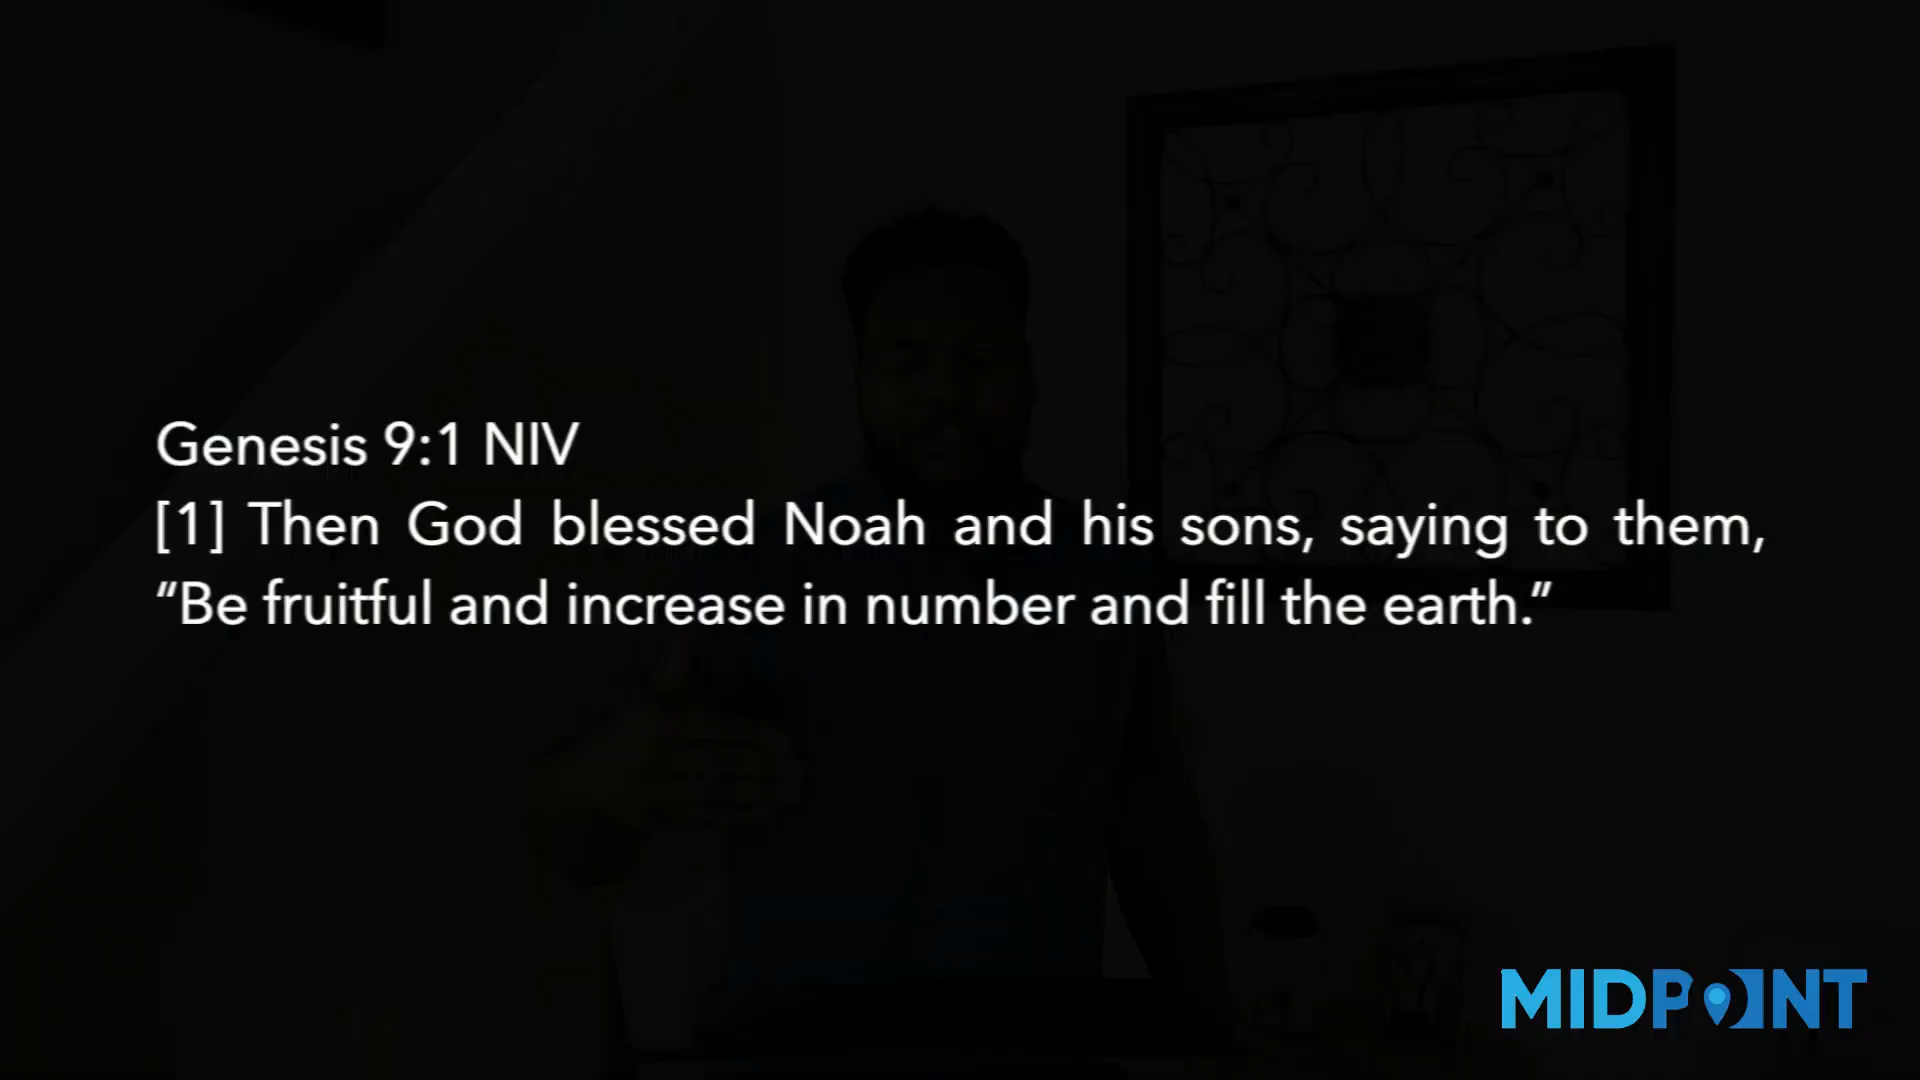 Genesis 9:1 NIV
[1] Then God blessed Noah and his sons, saying to them,
“Be fruitful and increase in number and fill the earth.”
MIDPOINT